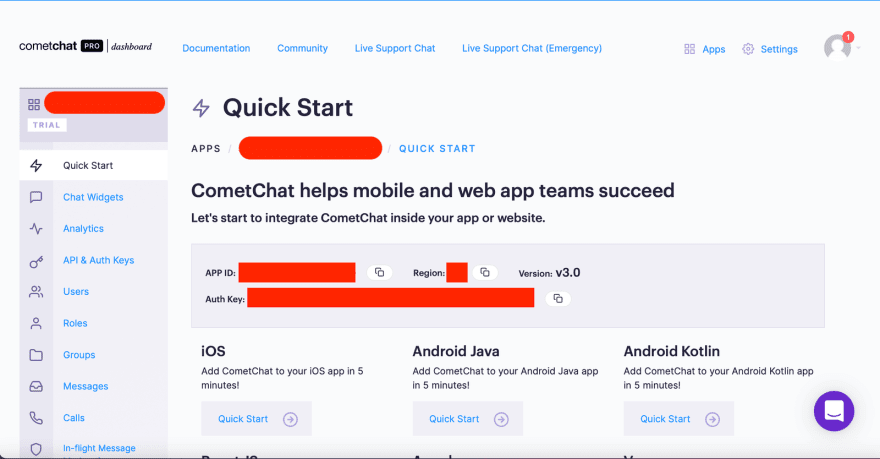 cometchat PRO dashboard
Documentation
Community
Live Support Chat
Live Support Chat (Emergency)
Apps
Settings
1
TRIAL
Quick Start
Chat Widgets
Analytics
API & Auth Keys
Users
Roles
Groups
Messages
Calls
In-flight Message
Quick Start
APPS / / QUICK START
CometChat helps mobile and web app teams succeed
Let's start to integrate CometChat inside your app or website.
APP ID:
Region:
Version: v3.0
Auth Key:
iOS
Add CometChat to your iOS app in 5
minutes!
Quick Start
Android Java
Add CometChat to your Android Java app
in 5 minutes!
Quick Start
Android Kotlin
Add CometChat to your Android Kotlin app
in 5 minutes!
Quick Start